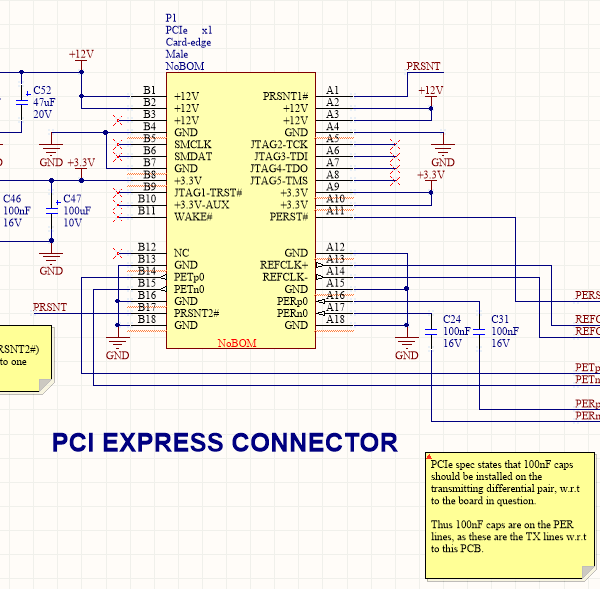 P1
PCIe x1
Card-edge
Male
NoBOM
+12V
C52
47uF
20V
GND
+3.3V
C46
100nF
16V
C47
100uF
10V
GND
PRSNT
B1 +12V
B2 +12V
B3 +12V
B4 GND
B5 SMCLK
B6 SMDAT
B7 GND
B8 +3.3V
B9 JTAG1-TRST#
B10 +3.3V-AUX
B11 WAKE#
B12 NC
B13 GND
B14 PETp0
B15 PETn0
B16 GND
B17 PRSNT2#
B18 GND
PRSNT1# A1
+12V A2
+12V A3
GND A4
JTAG2-TCK A5
JTAG3-TDI A6
JTAG4-TDO A7
JTAG5-TMS A8
+3.3V A9
+3.3V A10
PERST# A11
GND A12
REFCLK+ A13
REFCLK- A14
GND A15
PERp0 A16
PERn0 A17
GND A18
NoBOM
PRSNT
+12V
GND
+3.3V
GND
GND
C24
100nF
16V
C31
100nF
16V
PERS
REFC
REFC
PETp
PETn
PERp
PERn
RSNT2#)
to one
PCI EXPRESS CONNECTOR
PCIe spec states that 100nF caps
should be installed on the
transmitting differential pair, w.r.t
to the board in question.
Thus 100nF caps are on the PER
lines, as these are the TX lines w.r.t
to this PCB.